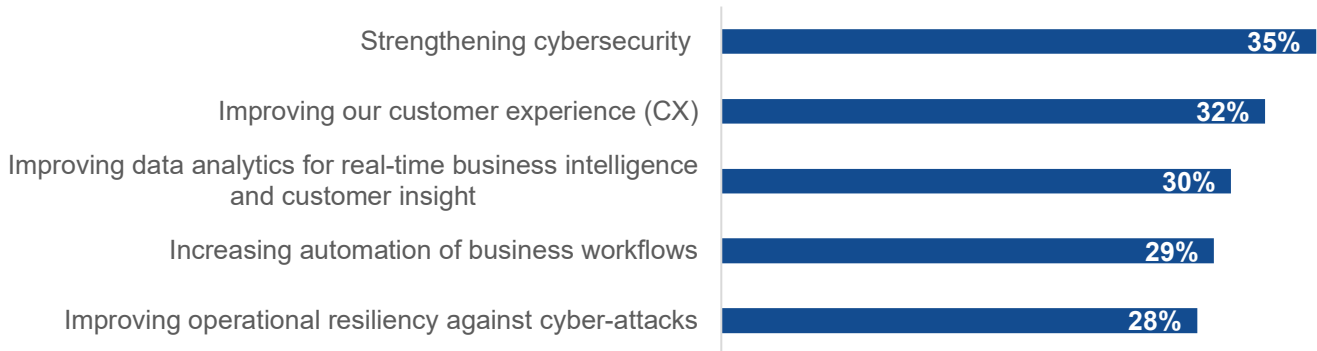 Strengthening cybersecurity 35%
Improving our customer experience (CX) 32%
Improving data analytics for real-time business intelligence
and customer insight 30%
Increasing automation of business workflows 29%
Improving operational resiliency against cyber-attacks 28%